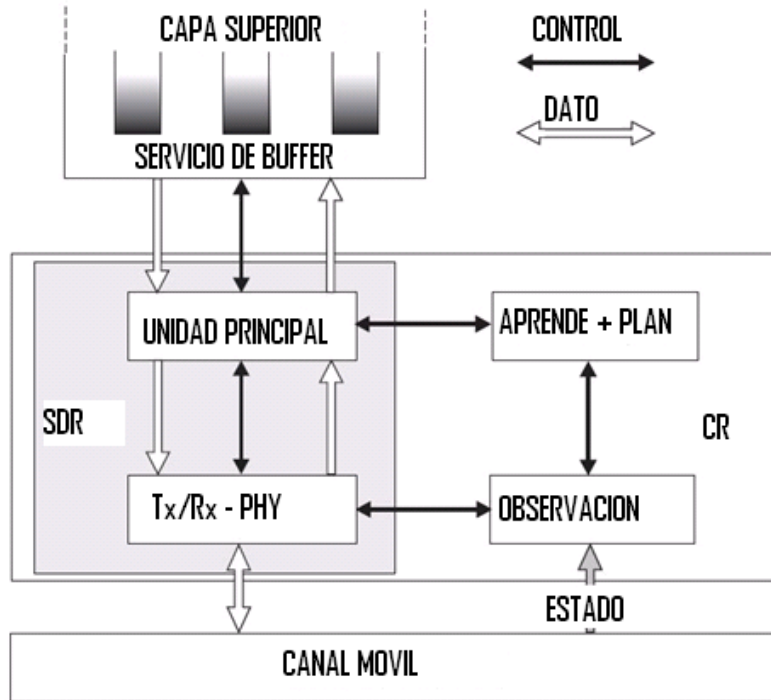 CAPA SUPERIOR
CONTROL
DATO
SERVICIO DE BUFFER
UNIDAD PRINCIPAL
APRENDE + PLAN
SDR
CR
Tx/Rx - PHY
OBSERVACION
ESTADO
CANAL MOVIL